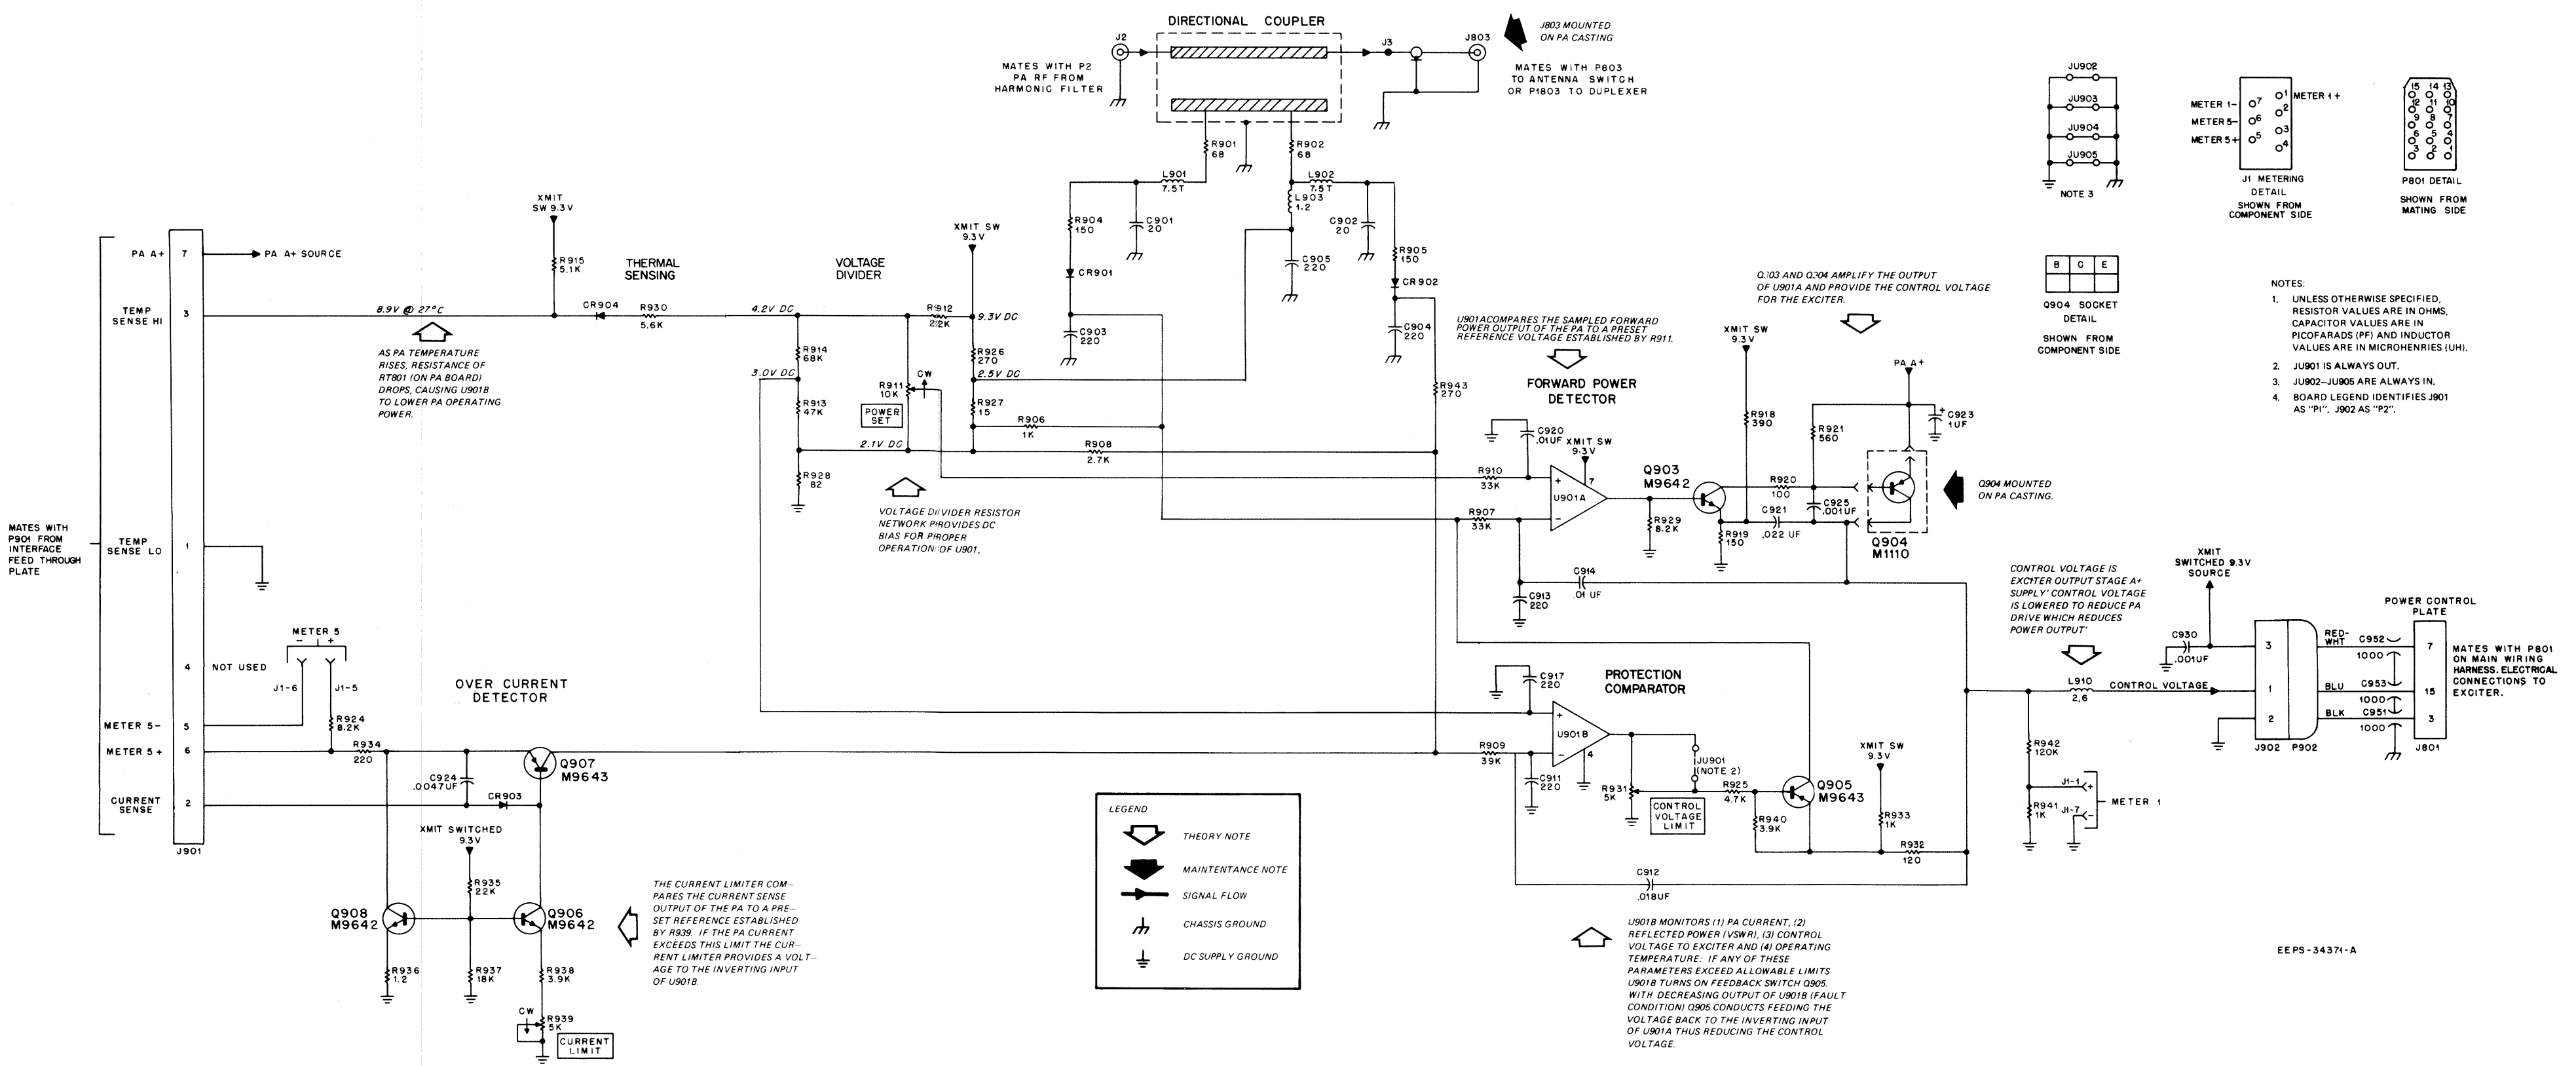 DIRECTIONAL COUPLER
J2
J3
J803
J803 MOUNTED
ON PA CASTING
MATES WITH P2
PA RF FROM
HARMONIC FILTER
MATES WITH P803
TO ANTENNA SWITCH
OR P1803 TO DUPLEXER
R901
68
R902
68
L901
7.5T
L902
7.5T
L903
1.2
R904
150
C901
20
C902
20
R905
150
CR901
C905
220
CR902
C903
220
C904
220
R943
270
JU902
JU903
JU904
JU905
NOTE 3
METER 1-
METER 5-
METER 5+
METER 1+
7
6
5
1
2
3
4
J1 METERING
DETAIL
SHOWN FROM
COMPONENT SIDE
15 14 13
12 11 10
9 8 7
6 5 4
3 2 1
P801 DETAIL
SHOWN FROM
MATING SIDE
B C E
Q904 SOCKET
DETAIL
SHOWN FROM
COMPONENT SIDE
NOTES:
1. UNLESS OTHERWISE SPECIFIED,
RESISTOR VALUES ARE IN OHMS,
CAPACITOR VALUES ARE IN
PICOFARADS (PF) AND INDUCTOR
VALUES ARE IN MICROHENRIES (UH).
2. JU901 IS ALWAYS OUT.
3. JU902-JU905 ARE ALWAYS IN.
4. BOARD LEGEND IDENTIFIES J901
AS "P1". J902 AS "P2".
XMIT
SW 9.3V
R915
5.1K
THERMAL
SENSING
VOLTAGE
DIVIDER
XMIT SW
9.3V
PA A+
7
PA A+ SOURCE
TEMP
SENSE HI
3
8.9V @ 27°C
CR904
R930
5.6K
4.2V DC
R912
2.2K
9.3V DC
AS PA TEMPERATURE
RISES, RESISTANCE OF
RT801 (ON PA BOARD)
DROPS, CAUSING U901B
TO LOWER PA OPERATING
POWER.
R914
68K
3.0V DC
R913
47K
R911
10K
CW
POWER
SET
R926
270
2.5V DC
R927
15
R906
1K
2.1V DC
R908
2.7K
R928
82
VOLTAGE DIVIDER RESISTOR
NETWORK PROVIDES DC
BIAS FOR PROPER
OPERATION OF U901.
U901A COMPARES THE SAMPLED FORWARD
POWER OUTPUT OF THE PA TO A PRESET
REFERENCE VOLTAGE ESTABLISHED BY R911.
FORWARD POWER
DETECTOR
Q903 AND Q904 AMPLIFY THE OUTPUT
OF U901A AND PROVIDE THE CONTROL VOLTAGE
FOR THE EXCITER.
XMIT SW
9.3V
PA A+
R918
390
R921
560
+
C923
1UF
C920
.01UF
XMIT SW
9.3V
R910
33K
+
U901A
7
-
R907
33K
Q903
M9642
R929
8.2K
R920
100
C925
.001UF
C921
.022 UF
R919
150
Q904
M1110
Q904 MOUNTED
ON PA CASTING.
C914
.01 UF
C913
220
MATES WITH
P901 FROM
INTERFACE
FEED THROUGH
PLATE
TEMP
SENSE LO
1
4
NOT USED
METER 5
- +
J1-6
J1-5
METER 5-
5
R924
8.2K
METER 5+
6
R934
220
CURRENT
SENSE
2
J901
OVER CURRENT
DETECTOR
C924
.0047UF
CR903
Q907
M9643
XMIT SWITCHED
9.3V
R935
22K
Q908
M9642
Q906
M9642
R936
1.2
R937
18K
R938
3.9K
CW
R939
5K
CURRENT
LIMIT
THE CURRENT LIMITER COM-
PARES THE CURRENT SENSE
OUTPUT OF THE PA TO A PRE-
SET REFERENCE ESTABLISHED
BY R939. IF THE PA CURRENT
EXCEEDS THIS LIMIT THE CUR-
RENT LIMITER PROVIDES A VOLT-
AGE TO THE INVERTING INPUT
OF U901B.
LEGEND
THEORY NOTE
MAINTENTANCE NOTE
SIGNAL FLOW
CHASSIS GROUND
DC SUPPLY GROUND
C917
220
PROTECTION
COMPARATOR
+
U901B
4
-
R909
39K
C911
220
R931
5K
JU901
(NOTE 2)
CONTROL
VOLTAGE
LIMIT
R925
4.7K
Q905
M9643
R940
3.9K
XMIT SW
9.3V
R933
1K
R932
120
C912
.018UF
U901B MONITORS (1) PA CURRENT, (2)
REFLECTED POWER (VSWR), (3) CONTROL
VOLTAGE TO EXCITER AND (4) OPERATING
TEMPERATURE: IF ANY OF THESE
PARAMETERS EXCEED ALLOWABLE LIMITS
U901B TURNS ON FEEDBACK SWITCH Q905.
WITH DECREASING OUTPUT OF U901B (FAULT
CONDITION) Q905 CONDUCTS FEEDING THE
VOLTAGE BACK TO THE INVERTING INPUT
OF U901A THUS REDUCING THE CONTROL
VOLTAGE.
CONTROL VOLTAGE IS
EXCITER OUTPUT STAGE A+
SUPPLY' CONTROL VOLTAGE
IS LOWERED TO REDUCE PA
DRIVE WHICH REDUCES
POWER OUTPUT'
XMIT
SWITCHED 9.3V
SOURCE
C930
.001UF
L910
2.6
CONTROL VOLTAGE
R942
120K
R941
1K
J1-1
+
J1-7
-
METER 1
3
1
2
J902 P902
RED-
WHT
BLU
BLK
C952
1000
C953
1000
C951
1000
POWER CONTROL
PLATE
7
15
3
J801
MATES WITH P801
ON MAIN WIRING
HARNESS. ELECTRICAL
CONNECTIONS TO
EXCITER.
EEPS-34371-A